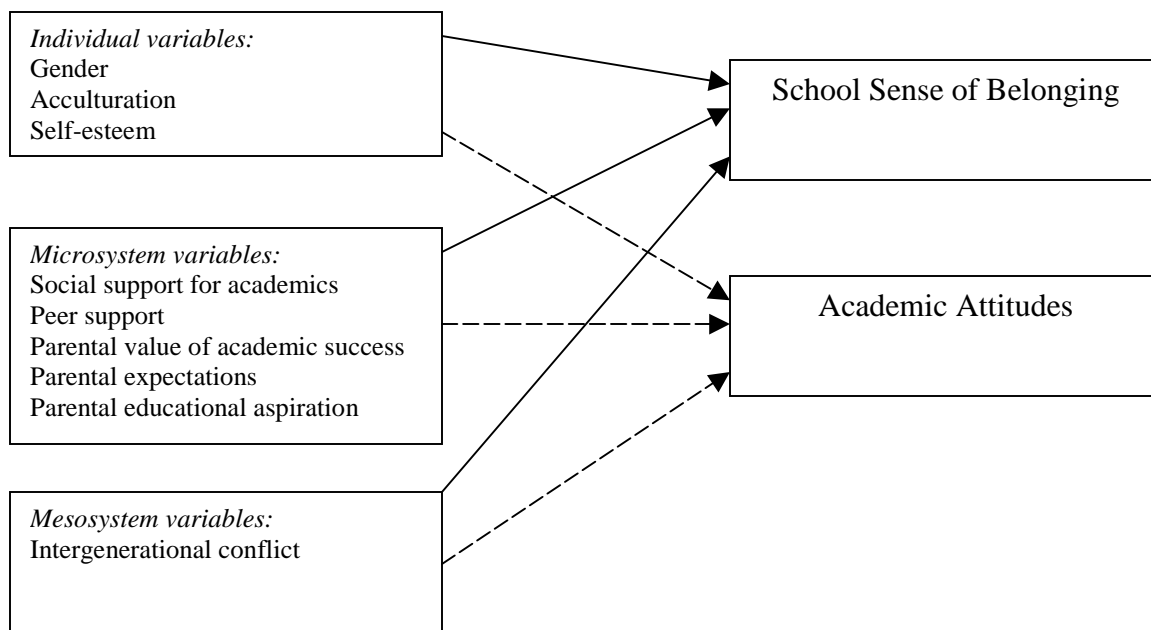 Individual variables:
Gender
Acculturation
Self-esteem
School Sense of Belonging
Microsystem variables:
Social support for academics
Peer support
Parental value of academic success
Parental expectations
Parental educational aspiration
Academic Attitudes
Mesosystem variables:
Intergenerational conflict